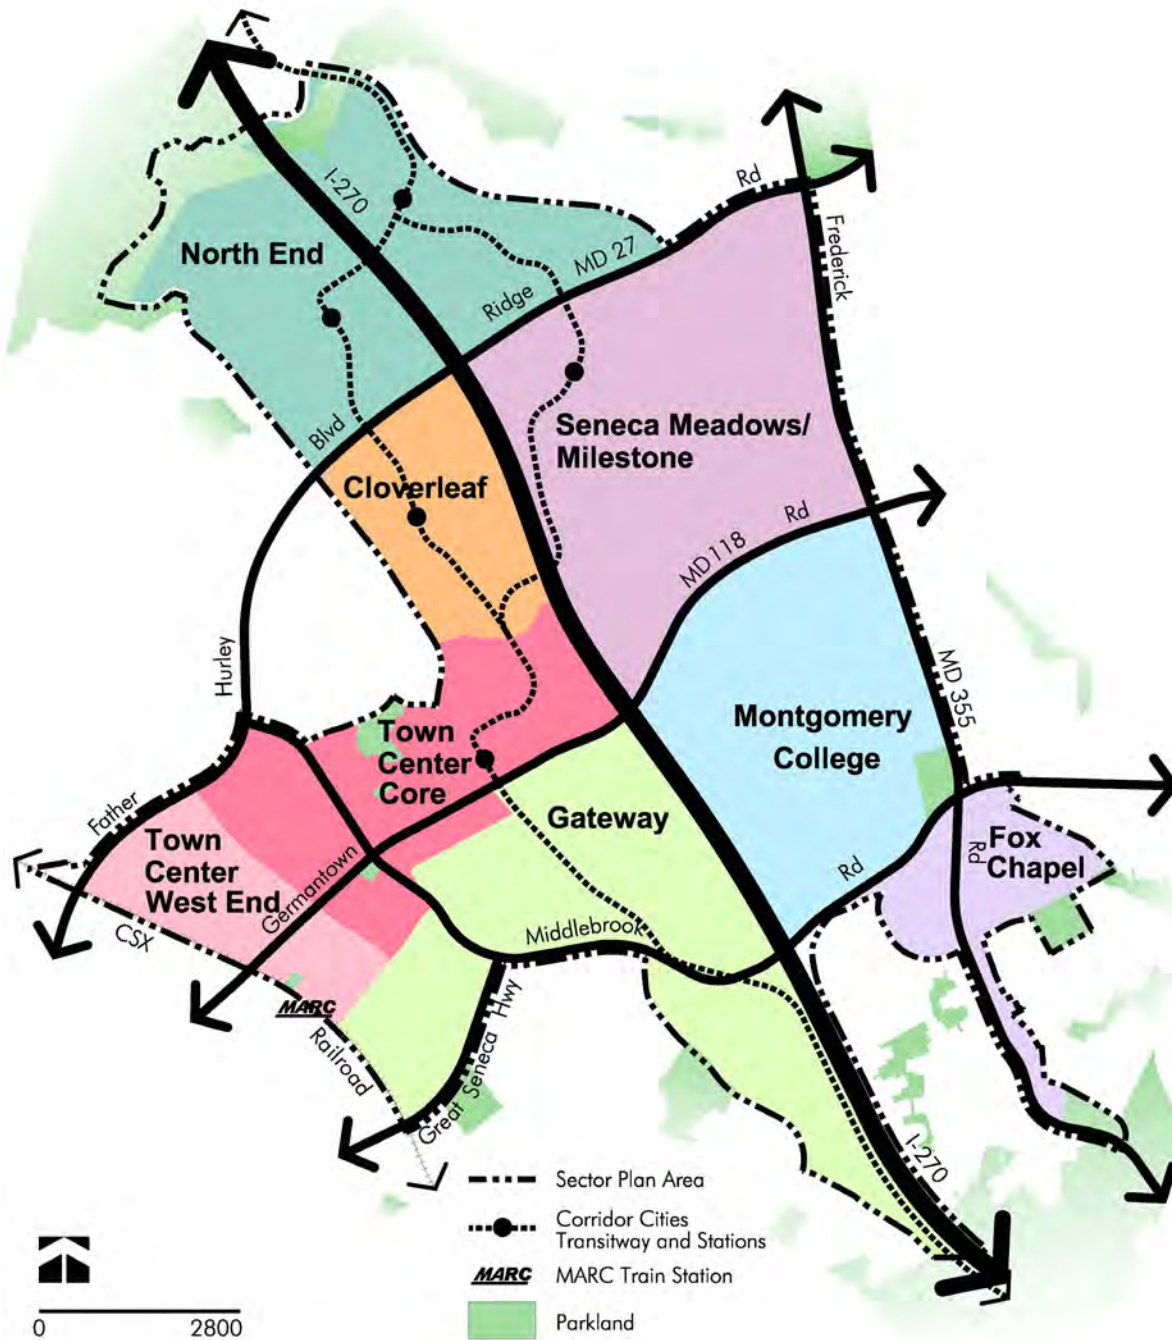 I-270
Rd
North End
MD 27
Frederick
Ridge
Blvd
Seneca Meadows/
Milestone
Cloverleaf
Rd
MD 118
Hurley
MD 355
Montgomery
College
Town
Center
Core
Gateway
Father
Town
Center
West End
Germantown
Rd
Rd
Fox
Chapel
CSX
Middlebrook
MARC
Railroad
Great Seneca Hwy
I-270
Sector Plan Area
Corridor Cities
Transitway and Stations
MARC MARC Train Station
Parkland
0 2800